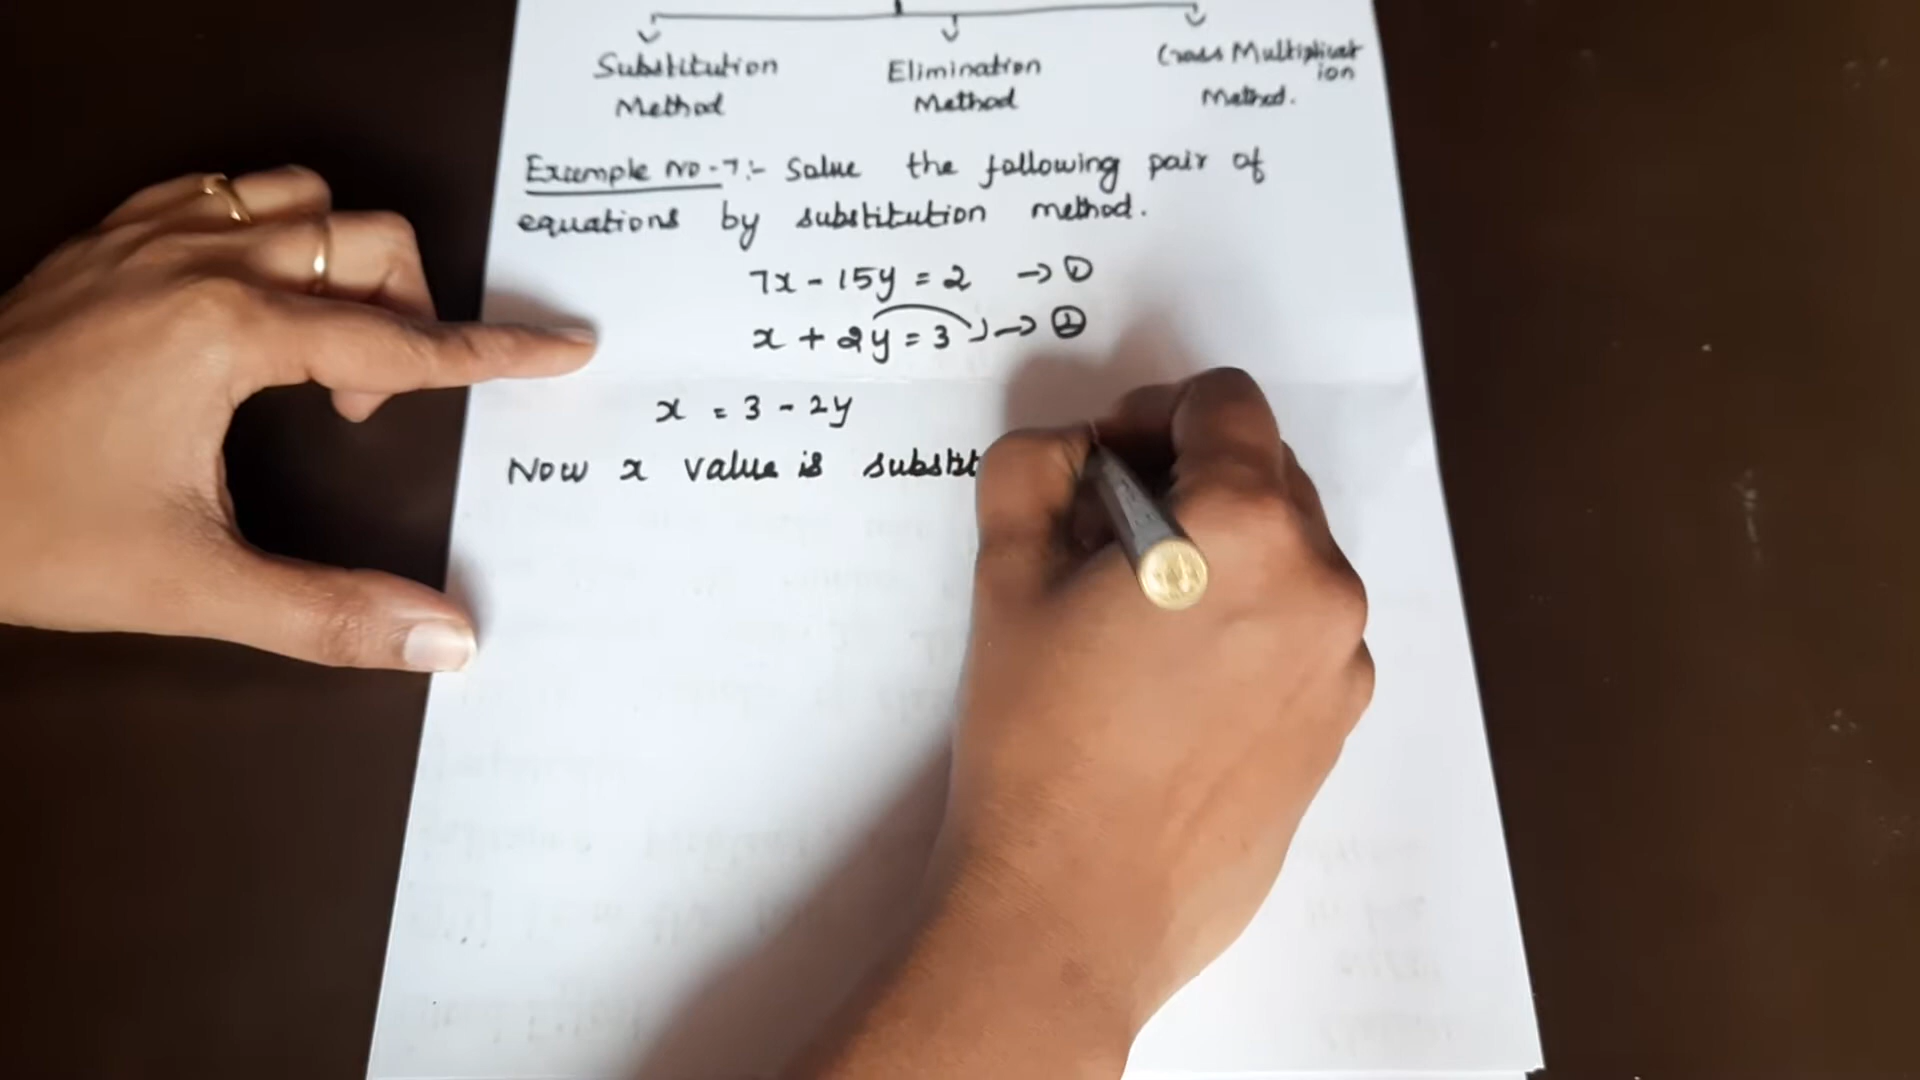 Substitution Elimination Cross Multiplicat
ion
Method Method Method.
Example No-7:- Solve the following pair of
equations by substitution method.
7x - 15y = 2 → ①
x + 2y = 3 → ②
x = 3 - 2y
Now x value is substit